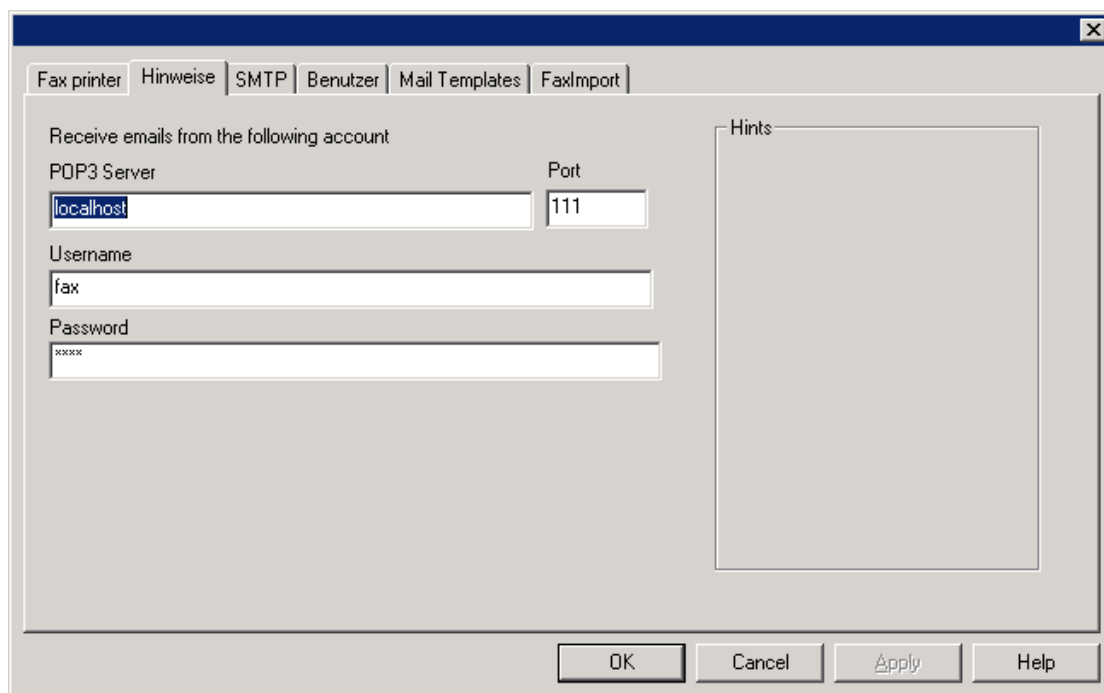 Fax printer Hinweise SMTP Benutzer Mail Templates FaxImport
Receive emails from the following account
Hints
POP3 Server Port
localhost 111
Username
fax
Password
****
OK Cancel Apply Help